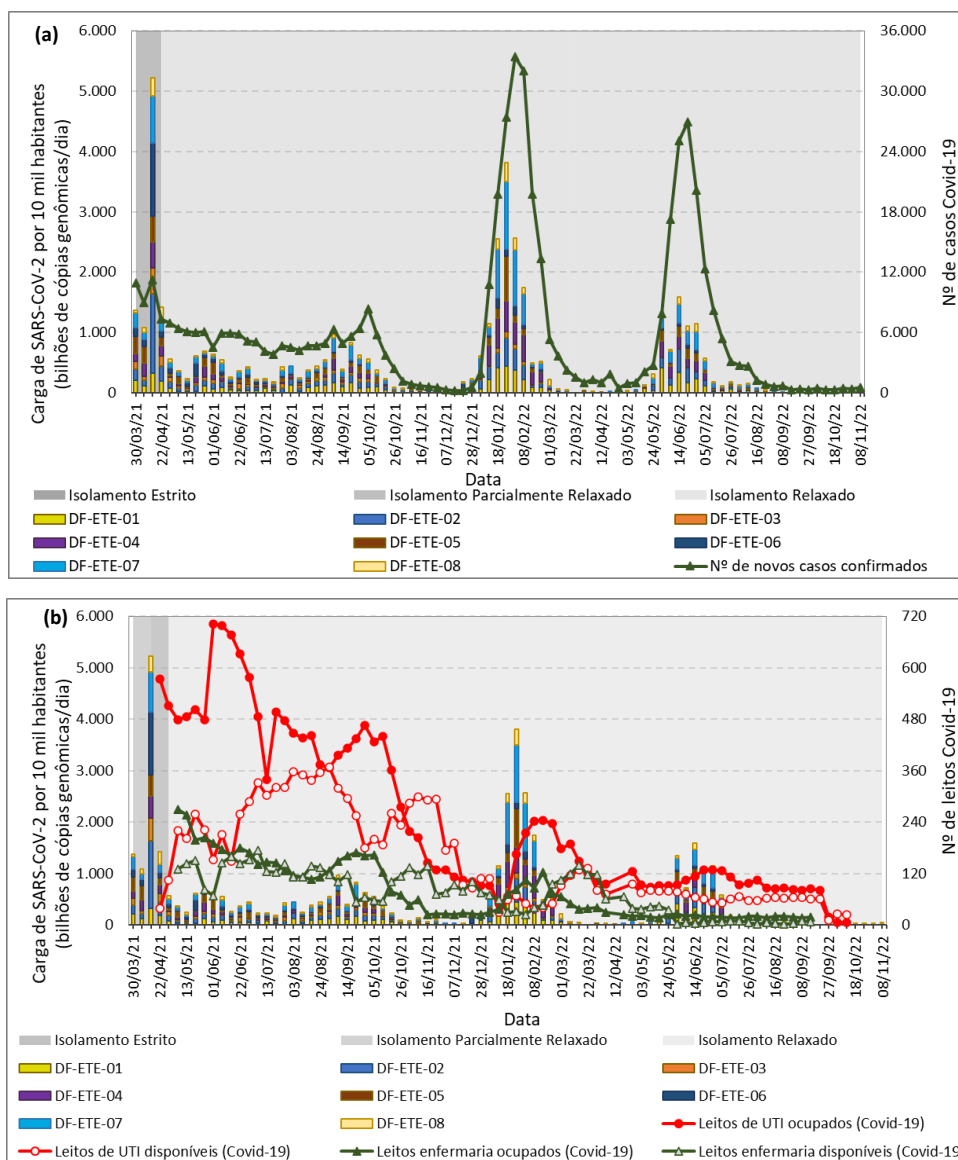 (a)
Carga de SARS-CoV-2 por 10 mil habitantes
(bilhões de cópias genômicas/dia)
6.000
5.000
4.000
3.000
2.000
1.000
0
36.000
30.000
24.000
18.000
12.000
6.000
0
Nº de casos Covid-19
30/03/21
22/04/21
13/05/21
01/06/21
22/06/21
13/07/21
03/08/21
24/08/21
14/09/21
05/10/21
26/10/21
16/11/21
07/12/21
28/12/21
18/01/22
08/02/22
01/03/22
22/03/22
12/04/22
03/05/22
24/05/22
14/06/22
05/07/22
26/07/22
16/08/22
06/09/22
27/09/22
18/10/22
08/11/22
Data
Isolamento Estrito
Isolamento Parcialmente Relaxado
Isolamento Relaxado
DF-ETE-01
DF-ETE-02
DF-ETE-03
DF-ETE-04
DF-ETE-05
DF-ETE-06
DF-ETE-07
DF-ETE-08
Nº de novos casos confirmados
(b)
Carga de SARS-CoV-2 por 10 mil habitantes
(bilhões de cópias genômicas/dia)
6.000
5.000
4.000
3.000
2.000
1.000
0
720
600
480
360
240
120
0
Nº de leitos Covid-19
30/03/21
22/04/21
13/05/21
01/06/21
22/06/21
13/07/21
03/08/21
24/08/21
14/09/21
05/10/21
26/10/21
16/11/21
07/12/21
28/12/21
18/01/22
08/02/22
01/03/22
22/03/22
12/04/22
03/05/22
24/05/22
14/06/22
05/07/22
26/07/22
16/08/22
06/09/22
27/09/22
18/10/22
08/11/22
Data
Isolamento Estrito
Isolamento Parcialmente Relaxado
Isolamento Relaxado
DF-ETE-01
DF-ETE-02
DF-ETE-03
DF-ETE-04
DF-ETE-05
DF-ETE-06
DF-ETE-07
DF-ETE-08
Leitos de UTI ocupados (Covid-19)
Leitos de UTI disponíveis (Covid-19)
Leitos enfermaria ocupados (Covid-19)
Leitos enfermaria disponíveis (Covid-19